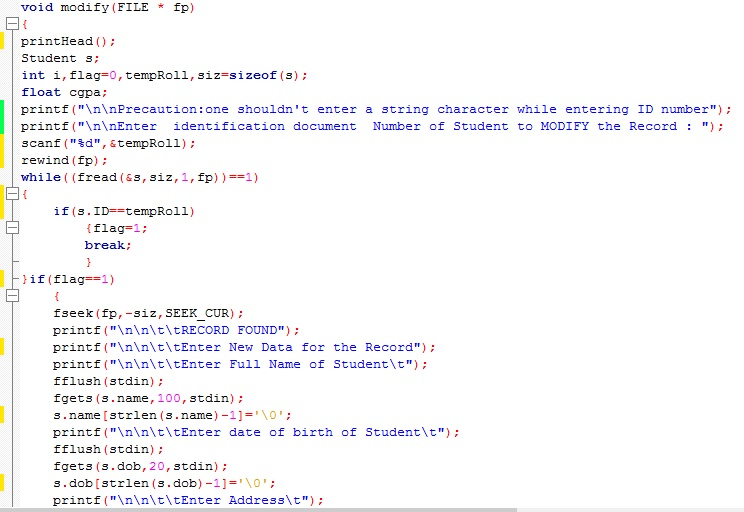 void modify(FILE * fp)
{
printHead();
Student s;
int i,flag=0,tempRoll,siz=sizeof(s);
float cgpa;
printf("\n\nPrecaution:one shouldn't enter a string character while entering ID number");
printf("\n\nEnter  identification document  Number of Student to MODIFY the Record : ");
scanf("%d",&tempRoll);
rewind(fp);
while((fread(&s,siz,1,fp))==1)
{
    if(s.ID==tempRoll)
        {flag=1;
        break;
        }
}if(flag==1)
    {
    fseek(fp,-siz,SEEK_CUR);
    printf("\n\n\t\tRECORD FOUND");
    printf("\n\n\t\tEnter New Data for the Record");
    printf("\n\n\t\tEnter Full Name of Student\t");
    fflush(stdin);
    fgets(s.name,100,stdin);
    s.name[strlen(s.name)-1]='\0';
    printf("\n\n\t\tEnter date of birth of Student\t");
    fflush(stdin);
    fgets(s.dob,20,stdin);
    s.dob[strlen(s.dob)-1]='\0';
    printf("\n\n\t\tEnter Address\t");